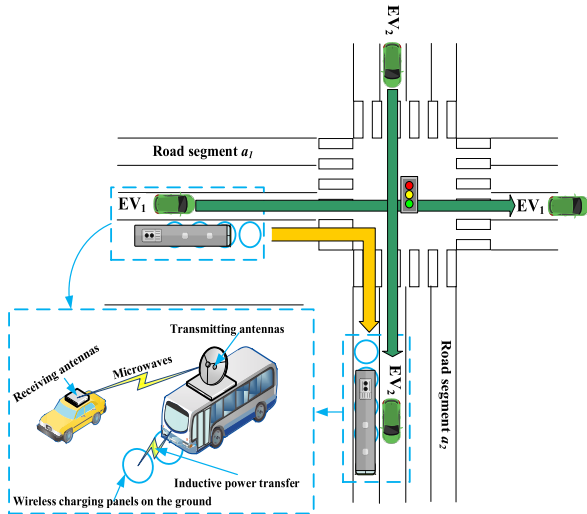 EV2
Road segment a1
EV1
EV1
Transmitting antennas
Microwaves
Receiving antennas
EV2
Road segment a2
Inductive power transfer
Wireless charging panels on the ground